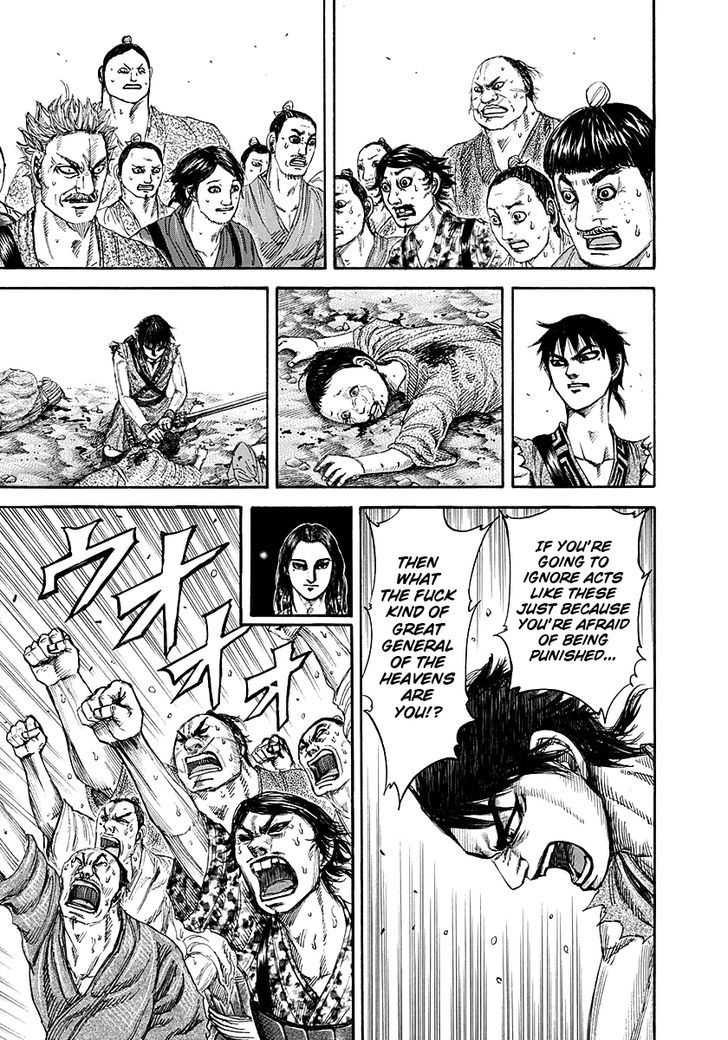 IF YOU'RE
GOING TO
IGNORE ACTS
LIKE THESE
JUST BECAUSE
YOU'RE AFRAID
OF BEING
PUNISHED...
THEN
WHAT
THE FUCK
KIND OF
GREAT
GENERAL
OF THE
HEAVENS
ARE
YOU!?
ウオオオ